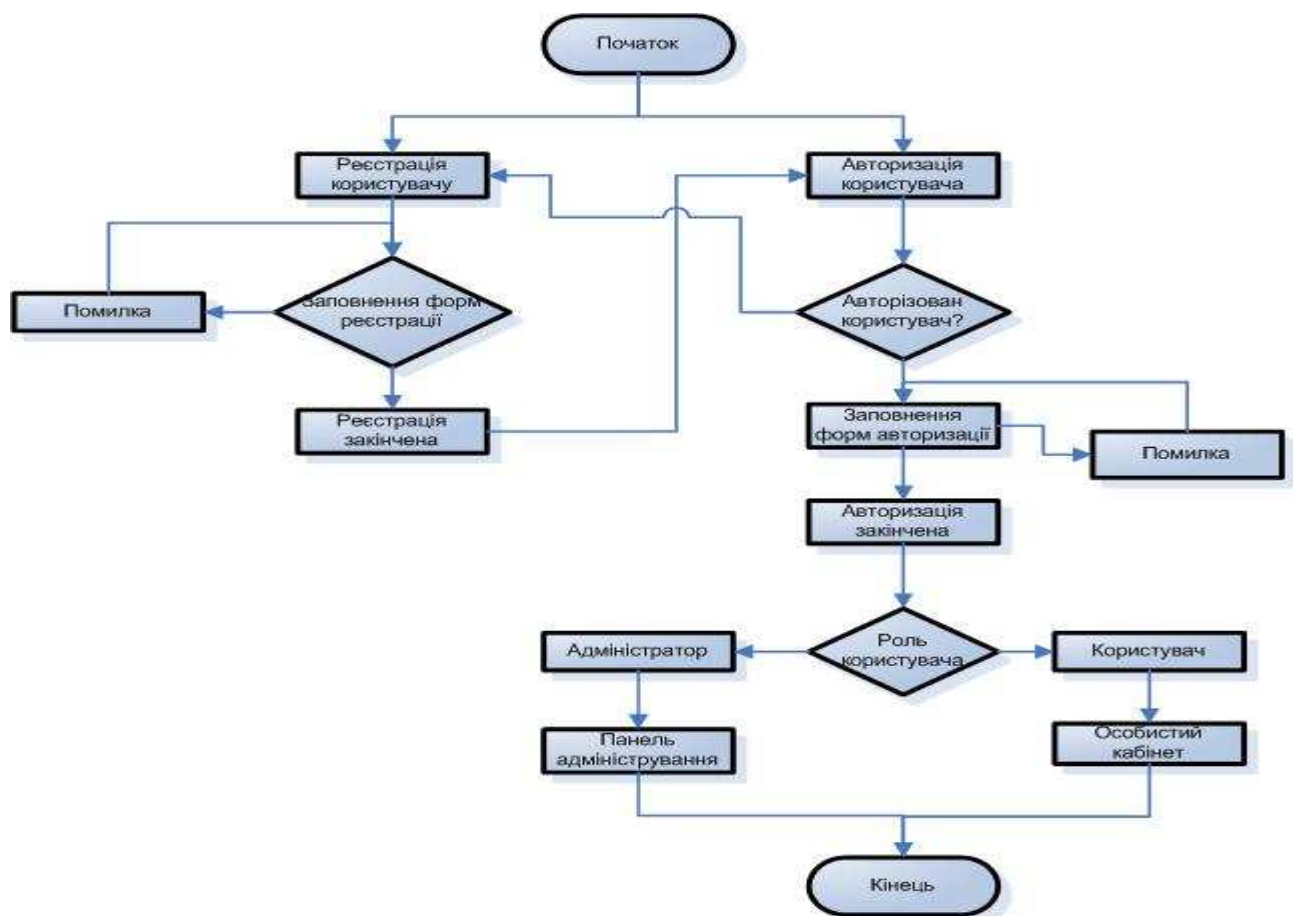 Початок
Реєстрація
користувачу
Авторизація
користувача
Помилка
Заповнення форм
реєстрації
Авторізован
користувач?
Реєстрація
закінчена
Заповнення
форм авторизації
Помилка
Авторизація
закінчена
Адміністратор
Роль
користувача
Користувач
Панель
адміністрування
Особистий
кабінет
Кінець